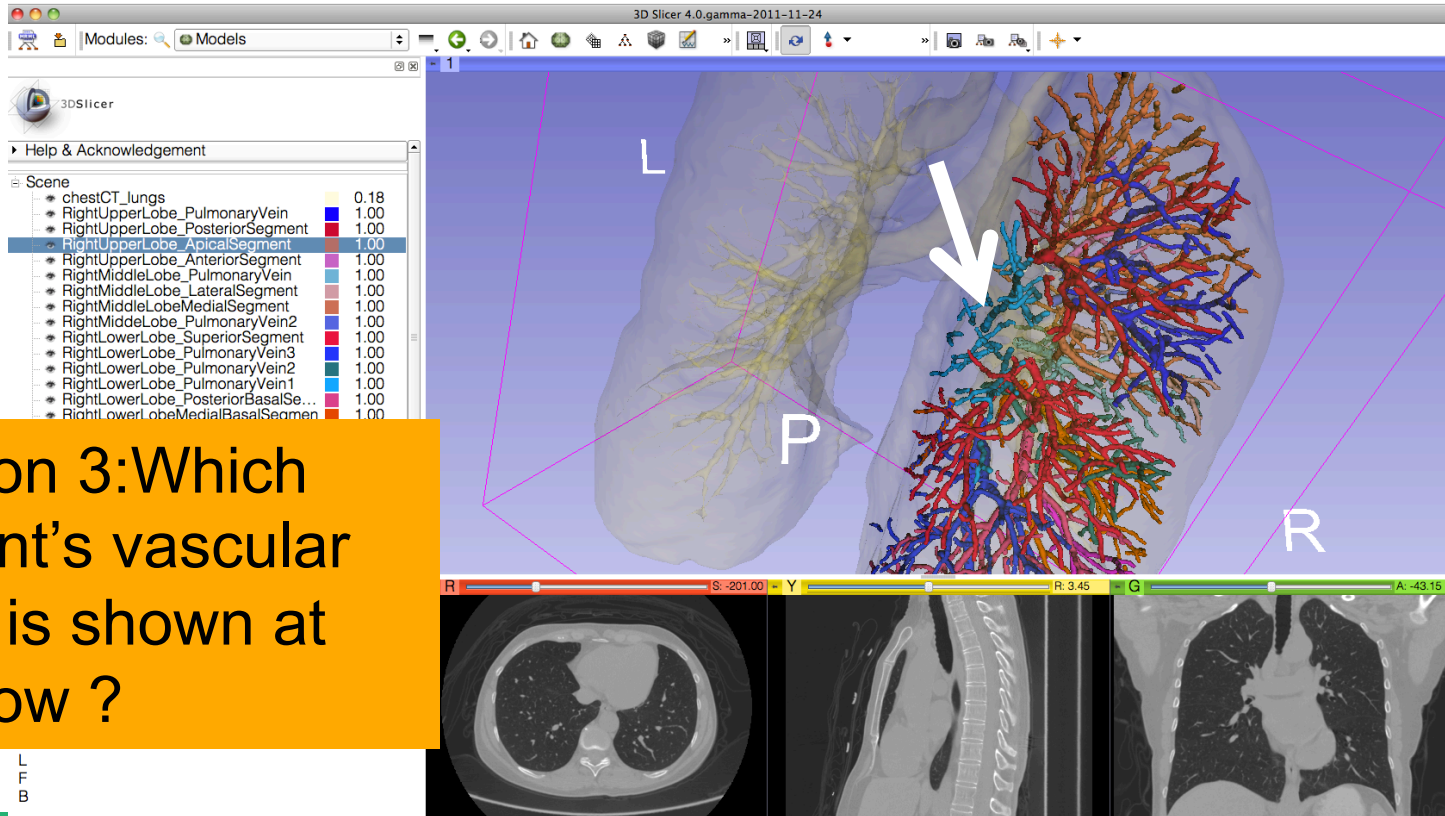 3D Slicer 4.0.gamma-2011-11-24
Modules: Models
»
»
1
3DSlicer
Help & Acknowledgement
Scene
chestCT_lungs 0.18
RightUpperLobe_PulmonaryVein 1.00
RightUpperLobe_PosteriorSegment 1.00
RightUpperLobe_ApicalSegment 1.00
RightUpperLobe_AnteriorSegment 1.00
RightMiddleLobe_PulmonaryVein 1.00
RightMiddleLobe_LateralSegment 1.00
RightMiddleLobeMedialSegment 1.00
RightMiddeLobe_PulmonaryVein2 1.00
RightLowerLobe_SuperiorSegment 1.00
RightLowerLobe_PulmonaryVein3 1.00
RightLowerLobe_PulmonaryVein2 1.00
RightLowerLobe_PulmonaryVein1 1.00
RightLowerLobe_PosteriorBasalSe... 1.00
RightLowerLobeMedialBasalSegmen 1.00
L
P
R
on 3:Which
nt’s vascular
is shown at
ow ?
R S: -201.00
Y R: 3.45
G A: -43.15
L
F
B